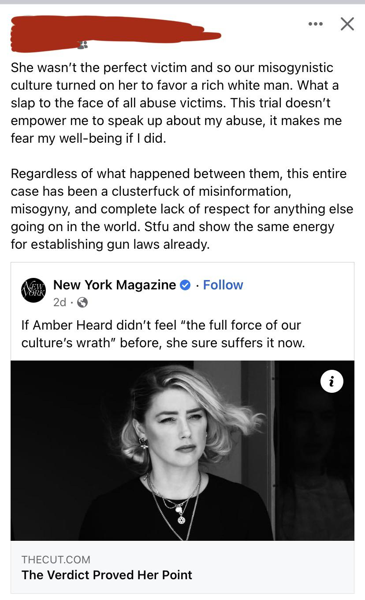 She wasn't the perfect victim and so our misogynistic
culture turned on her to favor a rich white man. What a
slap to the face of all abuse victims. This trial doesn't
empower me to speak up about my abuse, it makes me
fear my well-being if I did.
Regardless of what happened between them, this entire
case has been a clusterfuck of misinformation,
misogyny, and complete lack of respect for anything else
going on in the world. Stfu and show the same energy
for establishing gun laws already.
NEW
YORK
New York Magazine · Follow
2d ·
If Amber Heard didn't feel “the full force of our
culture's wrath” before, she sure suffers it now.
i
THECUT.COM
The Verdict Proved Her Point